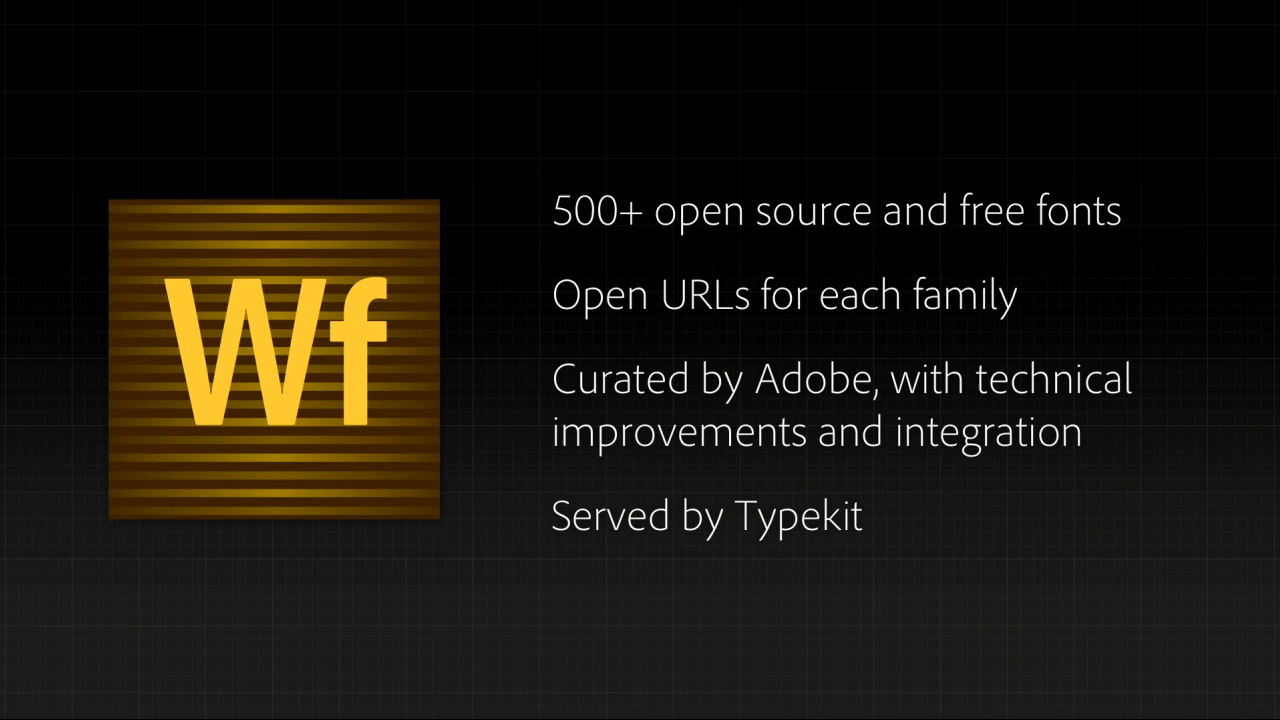 Wf
500+ open source and free fonts
Open URLs for each family
Curated by Adobe, with technical
improvements and integration
Served by Typekit